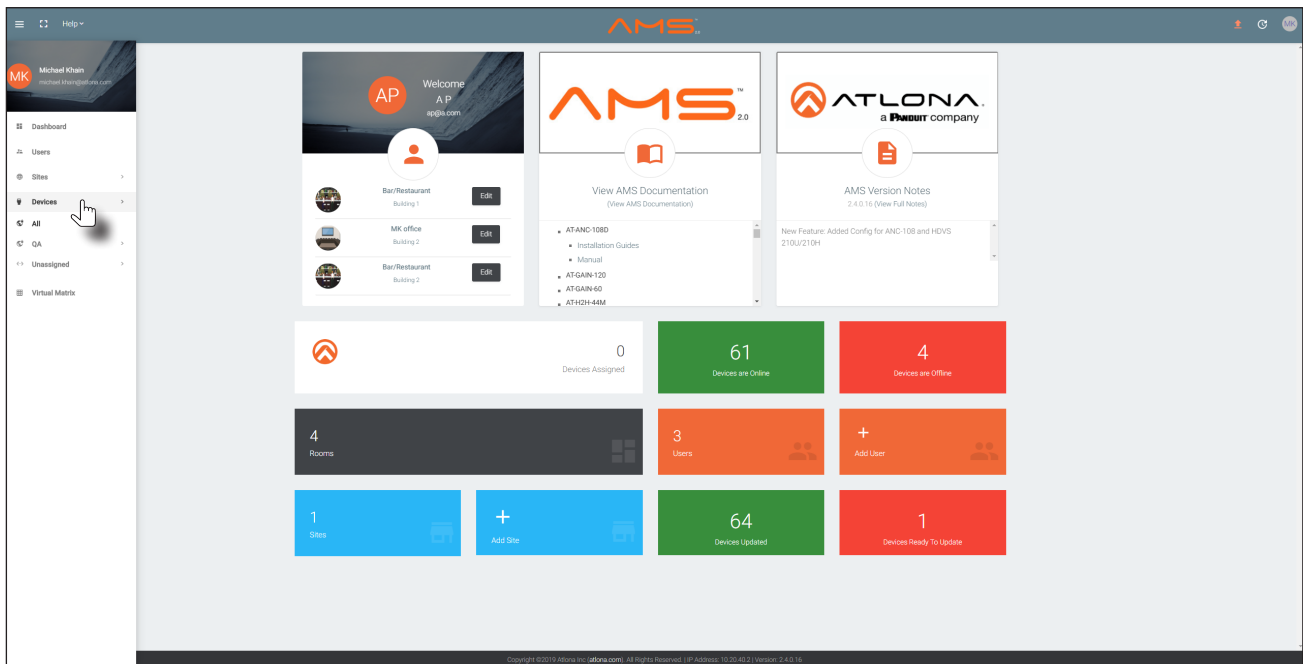 Help
AMS
2.0
MK
MK
Michael Khain
michael.khain@atlona.com
Dashboard
Users
Sites
Devices
All
QA
Unassigned
Virtual Matrix
AP
Welcome
A P
ap@a.com
Bar/Restaurant
Building 1
Edit
MK office
Building 2
Edit
Bar/Restaurant
Building 2
Edit
AMS™
2.0
View AMS Documentation
(View AMS Documentation)
AT-ANC-108D
Installation Guides
Manual
AT-GAIN-120
AT-GAIN-60
AT-H2H-44M
ATLONA.
a PANDUIT company
AMS Version Notes
2.4.0.16 (View Full Notes)
New Feature: Added Config for ANC-108 and HDVS
210U/210H
0
Devices Assigned
61
Devices are Online
4
Devices are Offline
4
Rooms
3
Users
+
Add User
1
Sites
+
Add Site
64
Devices Updated
1
Devices Ready To Update
Copyright ©2019 Atlona Inc (atlona.com). All Rights Reserved. | IP Address: 10.20.40.2 | Version: 2.4.0.16